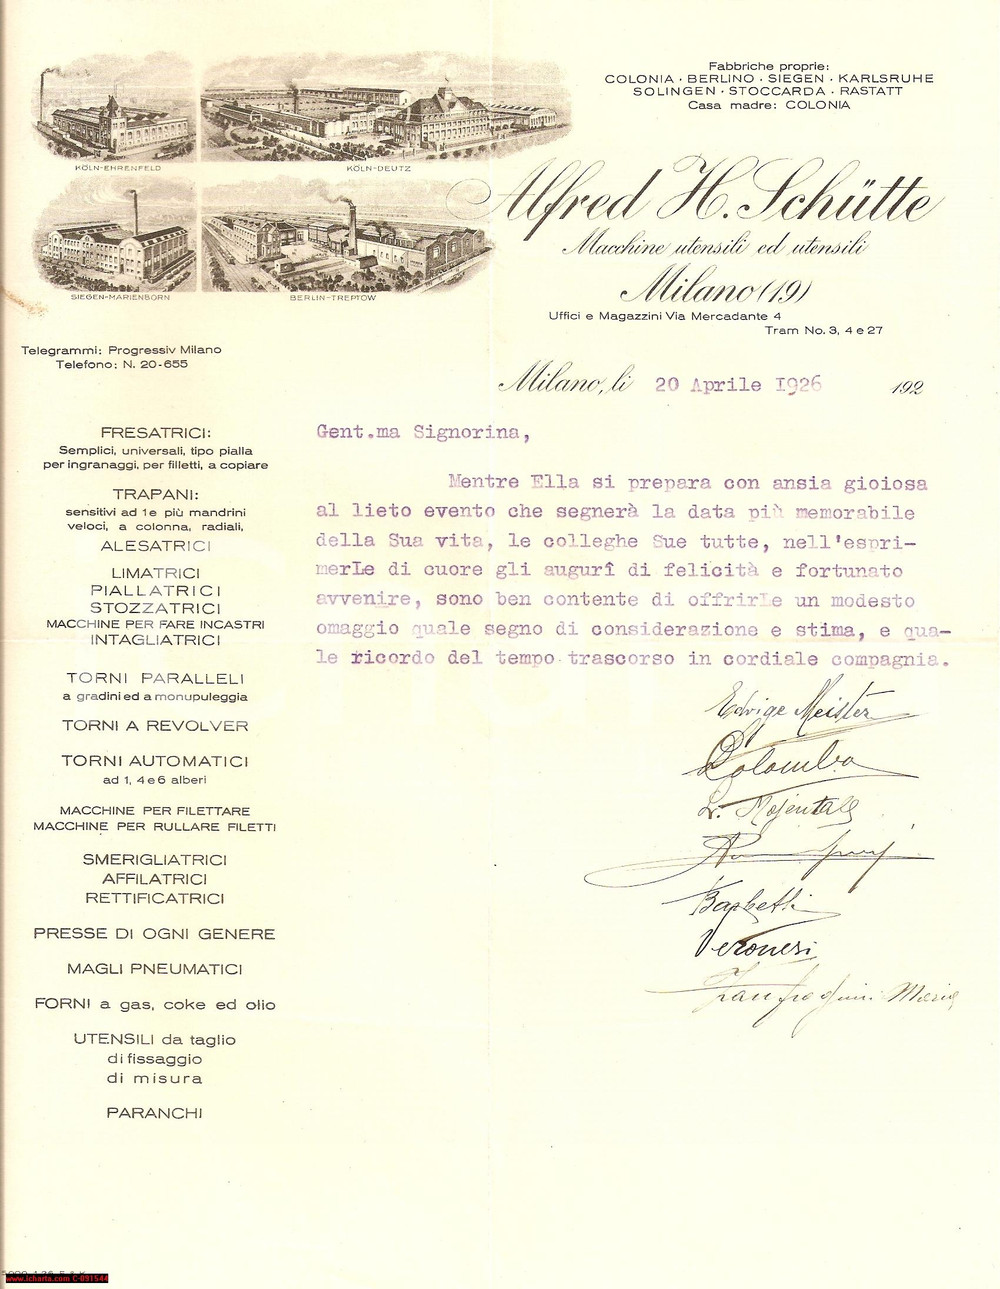 Fabbriche proprie:
COLONIA · BERLINO · SIEGEN · KARLSRUHE
SOLINGEN · STOCCARDA · RASTATT
Casa madre: COLONIA
KÖLN-EHRENFELD
KÖLN-DEUTZ
SIEGEN-MARIENBORN
BERLIN-TREPTOW
Alfred H. Schütte
Macchine utensili ed utensili
Milano (19)
Uffici e Magazzini Via Mercadante 4
Tram No. 3, 4 e 27
Telegrammi: Progressiv Milano
Telefono: N. 20-655
Milano, li 20 Aprile 1926 192
FRESATRICI:
Semplici, universali, tipo pialla
per ingranaggi, per filetti, a copiare
TRAPANI:
sensitivi ad 1 e più mandrini
veloci, a colonna, radiali,
ALESATRICI
LIMATRICI
PIALLATRICI
STOZZATRICI
MACCHINE PER FARE INCASTRI
INTAGLIATRICI
TORNI PARALLELI
a gradini ed a monupuleggia
TORNI A REVOLVER
TORNI AUTOMATICI
ad 1, 4 e 6 alberi
MACCHINE PER FILETTARE
MACCHINE PER RULLARE FILETTI
SMERIGLIATRICI
AFFILATRICI
RETTIFICATRICI
PRESSE DI OGNI GENERE
MAGLI PNEUMATICI
FORNI a gas, coke ed olio
UTENSILI da taglio
di fissaggio
di misura
PARANCHI
Gent.ma Signorina,
Mentre Ella si prepara con ansia gioiosa
al lieto evento che segnerà la data più memorabile
della Sua vita, le colleghe Sue tutte, nell'espri-
merLe di cuore gli augurî di felicità e fortunato
avvenire, sono ben contente di offrirLe un modesto
omaggio quale segno di considerazione e stima, e qua-
le ricordo del tempo trascorso in cordiale compagnia.
Edvige Meister
Colombo
Barbetti
Veronesi
Maria
www.icharta.com C-091544